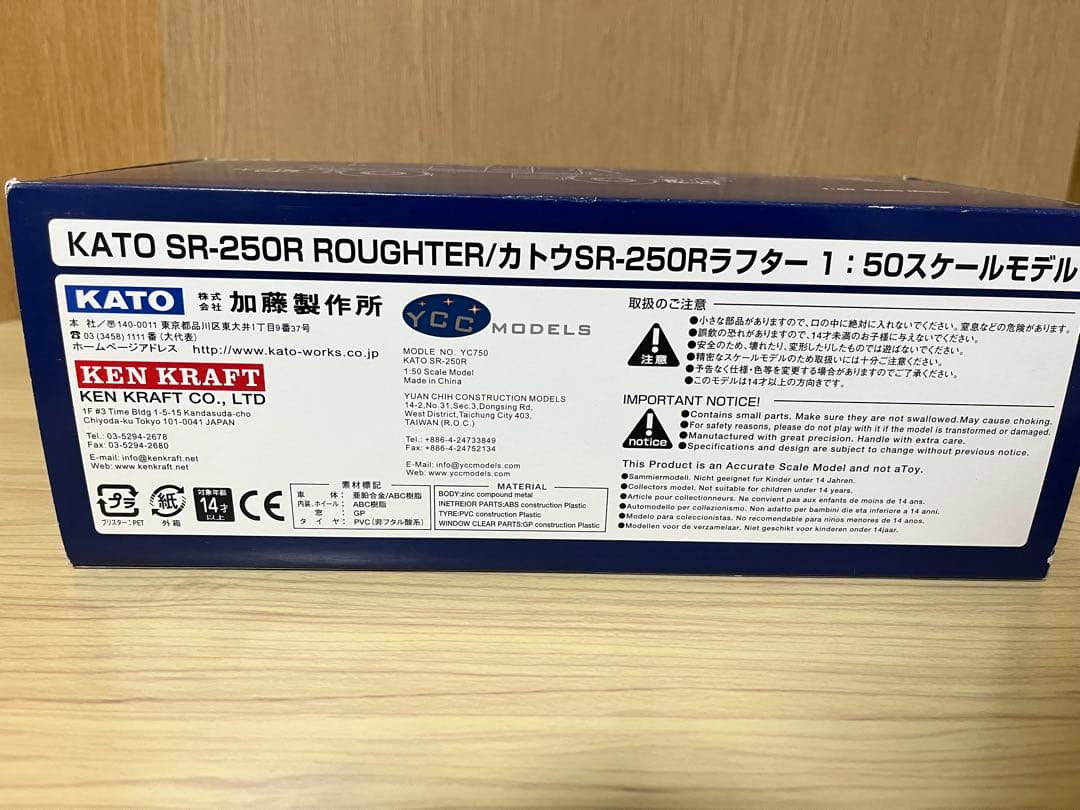 KATO SR-250R ROUGHTER/カトウSR-250Rラフター 1:50スケールモデル
KATO 株式会社 加藤製作所
本 社/〒140-0011 東京都品川区東大井1丁目9番37号
☎ 03 (3458) 1111番 (大代表)
ホームページアドレス http://www.kato-works.co.jp
KEN KRAFT
KEN KRAFT CO., LTD
1F #3 Time Bldg 1-5-15 Kandasuda-cho
Chiyoda-ku Tokyo 101-0041 JAPAN
Tel.: 03-5294-2678
Fax: 03-5294-2680
E-mail: info@kenkraft.net
Web: www.kenkraft.net
YCC MODELS
MODLE NO. YC750
KATO SR-250R
1:50 Scale Model
Made in China
YUAN CHIH CONSTRUCTION MODELS
14-2,No.31,Sec.3,Dongsing Rd,
West District,Taichung City 403,
TAIWAN (R.O.C.)
Tel.: +886-4-24733849
Fax: +886-4-24752134
E-Mail: info@yccmodels.com
Web: www.yccmodels.com
プラ
ブリスター:PET
紙
外箱
対象年齢
14才
以上
CE
素材標記
車体: 亜鉛合金/ABC樹脂
内装、ホイール: ABC樹脂
窓: GP
タイヤ: PVC(非フタル酸系)
MATERIAL
BODY:zinc compound metal
INETREIOR PARTS:ABS construction Plastic
TYRE:PVC construction Plastic
WINDOW CLEAR PARTS:GP construction Plastic
取扱のご注意
注意
●小さな部品がありますので、口の中に絶対に入れないでください。窒息などの危険があります。
●誤飲の恐れがありますので、14才未満のお子様に与えないでください。
●安全のため、壊れたり、変形したりしたものでは遊ばないでください。
●精密なスケールモデルのため取扱いには十分ご注意ください。
●予告なく仕様・色等を変更する場合がありますのでご了承ください。
●このモデルは14才以上の方向きです。
IMPORTANT NOTICE!
notice
●Contains small parts. Make sure they are not swallowed.May cause choking.
●For safety reasons, please do not play with it if the model is transformed or damaged.
●Manutactured with great precision. Handle with extra care.
●Specifications and design are subject to change without prior notice.
This Product is an Accurate Scale Model and not aToy.
●Sammiermodell. Nicht geeignet fur Kinder unter 14 Jahren.
●Collectors model. Not suitable for children under 14 years.
●Article pour collectionneurs. Ne convient pas aux enfants de moins de 14 ans.
●Automodello per collezionismo. Non adatto per bambini die eta inferiore a 14 anni.
●Modelo para coleccionistas. No recomendable para ninos menores de 14 anos.
●Modellen voor de verzamelaar. Niet geschikt voor kinderen onder 14jaar.